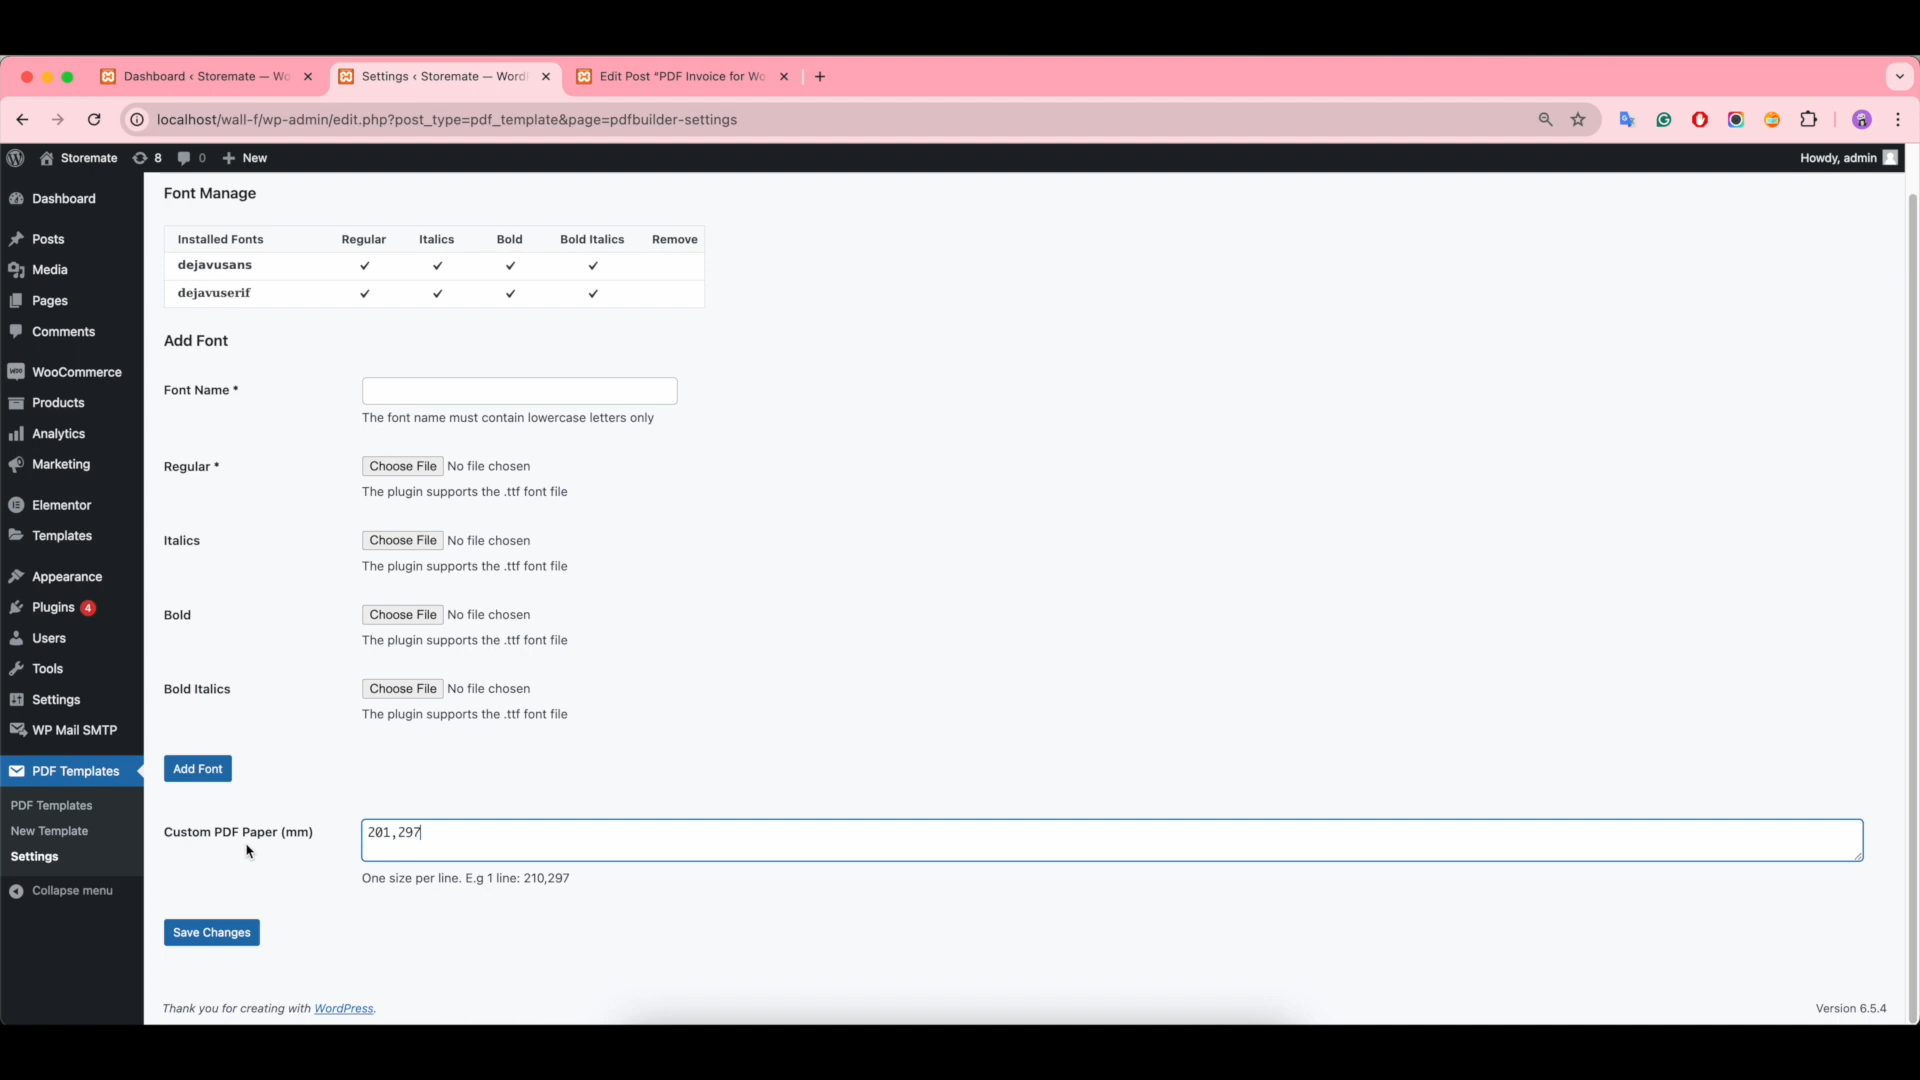 Dashboard ‹ Storemate — Wo
Settings ‹ Storemate — Word
Edit Post “PDF Invoice for Wo
localhost/wall-f/wp-admin/edit.php?post_type=pdf_template&page=pdfbuilder-settings
Storemate 8 0 New
Howdy, admin
Dashboard
Posts
Media
Pages
Comments
WooCommerce
Products
Analytics
Marketing
Elementor
Templates
Appearance
Plugins 4
Users
Tools
Settings
WP Mail SMTP
PDF Templates
PDF Templates
New Template
Settings
Collapse menu
Font Manage
Installed Fonts Regular Italics Bold Bold Italics Remove
dejavusans ✓ ✓ ✓ ✓
dejavuserif ✓ ✓ ✓ ✓
Add Font
Font Name *
The font name must contain lowercase letters only
Regular * Choose File No file chosen
The plugin supports the .ttf font file
Italics Choose File No file chosen
The plugin supports the .ttf font file
Bold Choose File No file chosen
The plugin supports the .ttf font file
Bold Italics Choose File No file chosen
The plugin supports the .ttf font file
Add Font
Custom PDF Paper (mm) 201,297
One size per line. E.g 1 line: 210,297
Save Changes
Thank you for creating with WordPress.
Version 6.5.4